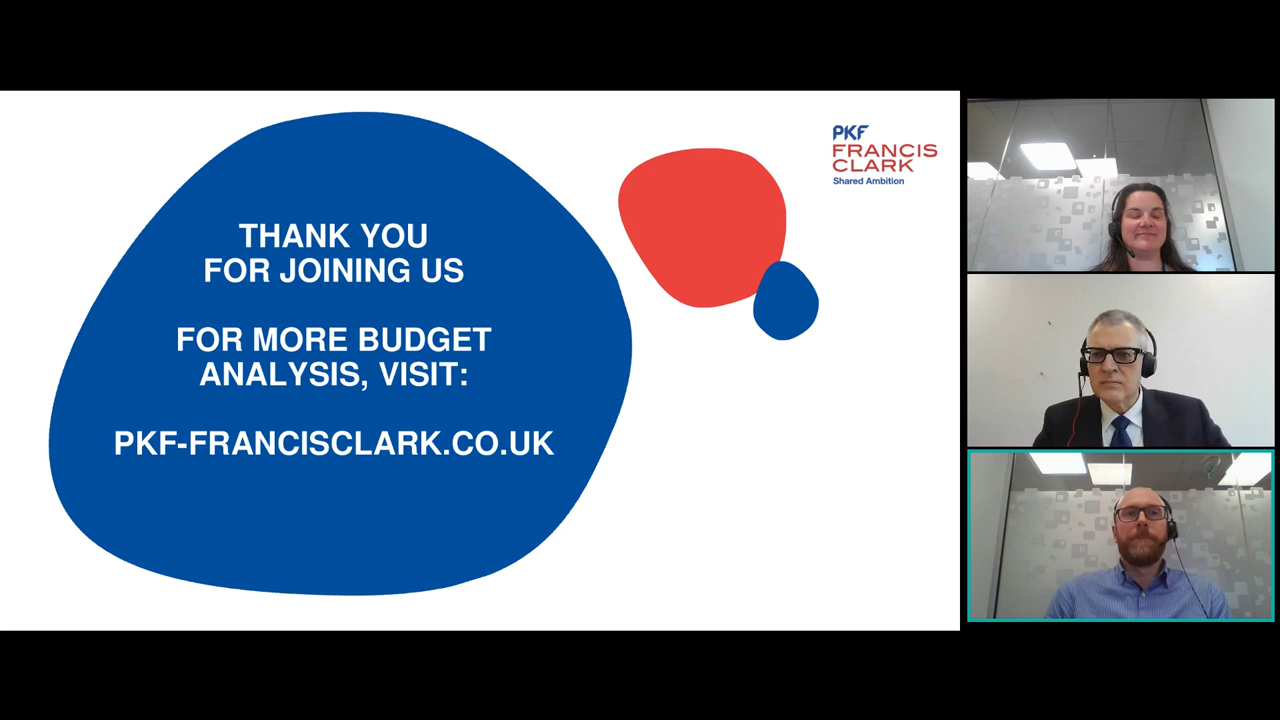 THANK YOU
FOR JOINING US
FOR MORE BUDGET
ANALYSIS, VISIT:
PKF-FRANCISCLARK.CO.UK
PKF
FRANCIS
CLARK
Shared Ambition